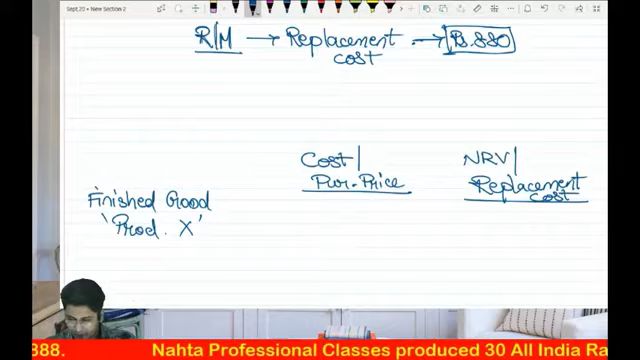 Sept.20 > New Section 2
R/M → Replacement cost → Rs.880
Cost/ NRV/
Pur. Price Replacement cost
Finished Good
'Prod. X'
888. Nahta Professional Classes produced 30 All India Ra